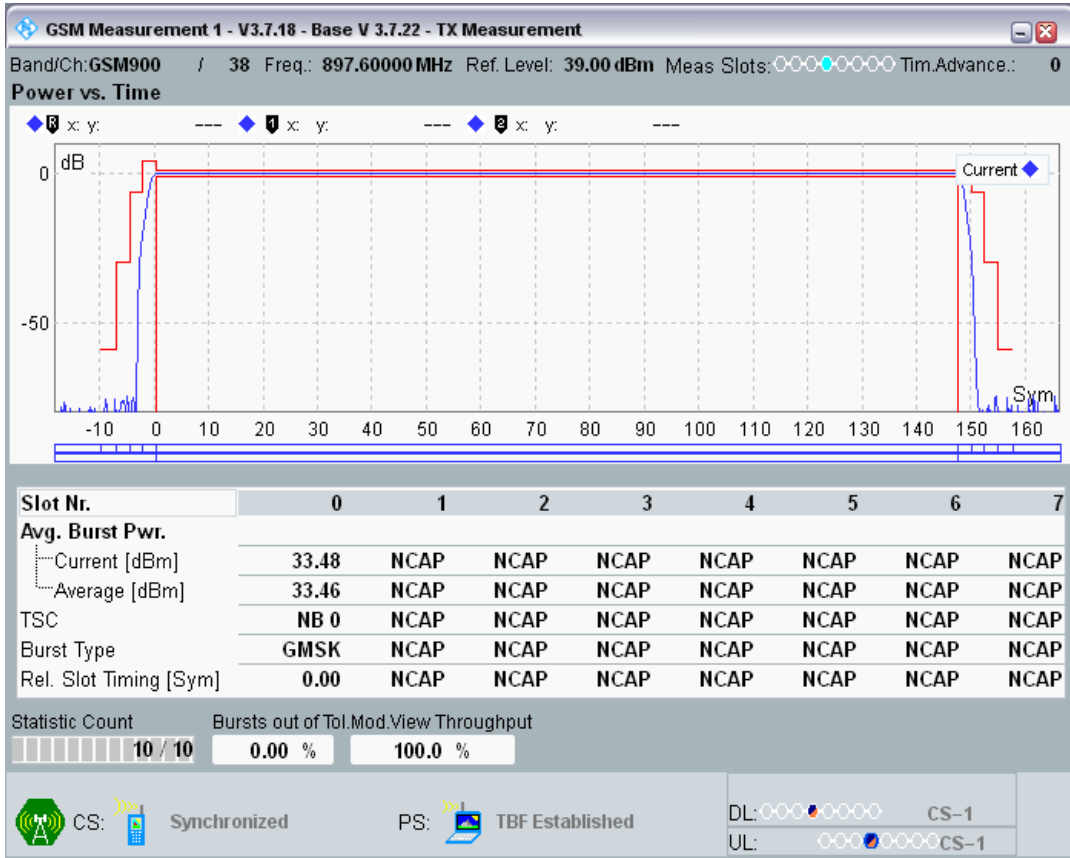 GSM Measurement 1 - V3.7.18 - Base V 3.7.22 - TX Measurement
Band/Ch:GSM900 / 38 Freq.: 897.60000 MHz Ref. Level: 39.00 dBm Meas Slots: Tim.Advance.: 0
Power vs. Time
R x: y: --- 1 x: y: --- 2 x: y: ---
dB
Current
0
-50
Sym
-10 0 10 20 30 40 50 60 70 80 90 100 110 120 130 140 150 160
Slot Nr. 0 1 2 3 4 5 6 7
Avg. Burst Pwr.
Current [dBm] 33.48 NCAP NCAP NCAP NCAP NCAP NCAP NCAP
Average [dBm] 33.46 NCAP NCAP NCAP NCAP NCAP NCAP NCAP
TSC NB 0 NCAP NCAP NCAP NCAP NCAP NCAP NCAP
Burst Type GMSK NCAP NCAP NCAP NCAP NCAP NCAP NCAP
Rel. Slot Timing [Sym] 0.00 NCAP NCAP NCAP NCAP NCAP NCAP NCAP
Statistic Count Bursts out of Tol.Mod.View Throughput
10 / 10 0.00 % 100.0 %
CS: Synchronized PS: TBF Established DL: CS-1
UL: CS-1